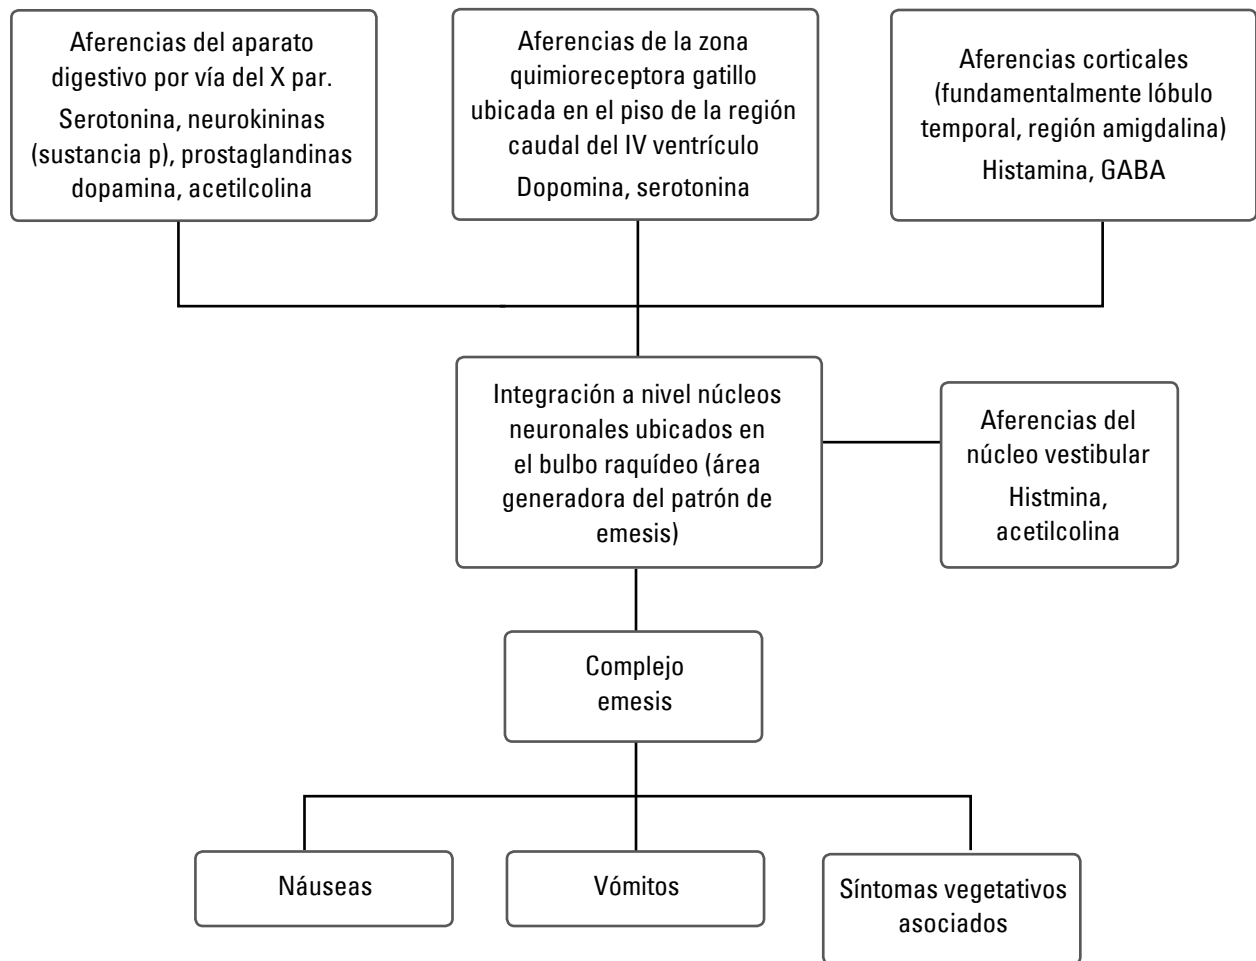 Aferencias del aparato
digestivo por vía del X par.
Serotonina, neurokininas
(sustancia p), prostaglandinas
dopamina, acetilcolina
Aferencias de la zona
quimioreceptora gatillo
ubicada en el piso de la región
caudal del IV ventrículo
Dopomina, serotonina
Aferencias corticales
(fundamentalmente lóbulo
temporal, región amigdalina)
Histamina, GABA
Integración a nivel núcleos
neuronales ubicados en
el bulbo raquídeo (área
generadora del patrón de
emesis)
Aferencias del
núcleo vestibular
Histmina,
acetilcolina
Complejo
emesis
Náuseas
Vómitos
Síntomas vegetativos
asociados